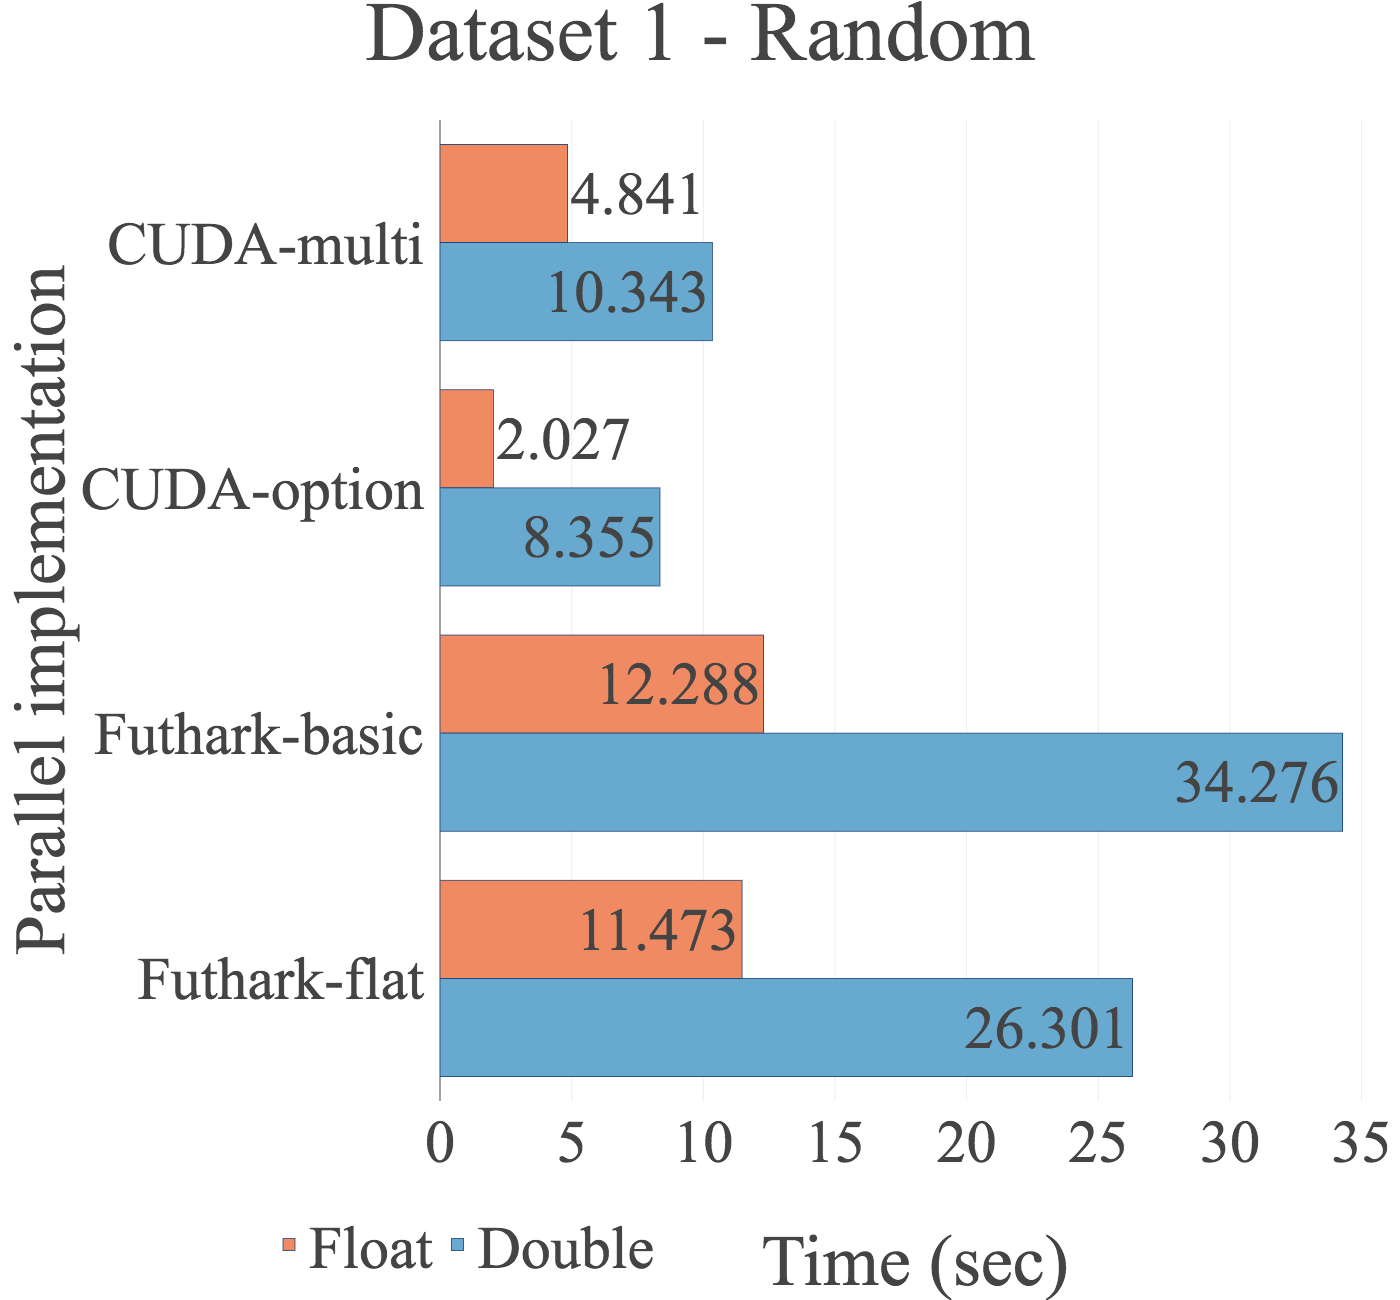 Dataset 1 - Random
Parallel implementation
CUDA-multi
4.841
10.343
CUDA-option
2.027
8.355
Futhark-basic
12.288
34.276
Futhark-flat
11.473
26.301
0 5 10 15 20 25 30 35
Float Double
Time (sec)